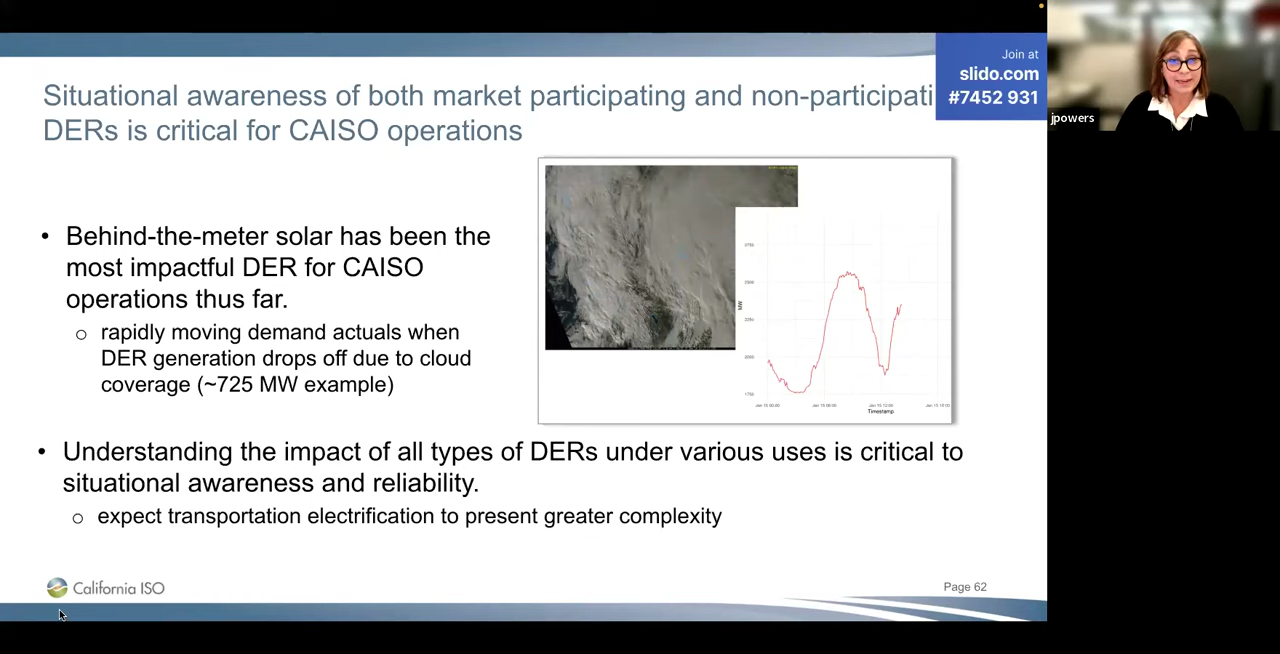 Join at
slido.com
#7452 931
Situational awareness of both market participating and non-participati
DERs is critical for CAISO operations
jpowers
• Behind-the-meter solar has been the
most impactful DER for CAISO
operations thus far.
o rapidly moving demand actuals when
DER generation drops off due to cloud
coverage (~725 MW example)
MW
Timestamp
• Understanding the impact of all types of DERs under various uses is critical to
situational awareness and reliability.
o expect transportation electrification to present greater complexity
California ISO
Page 62